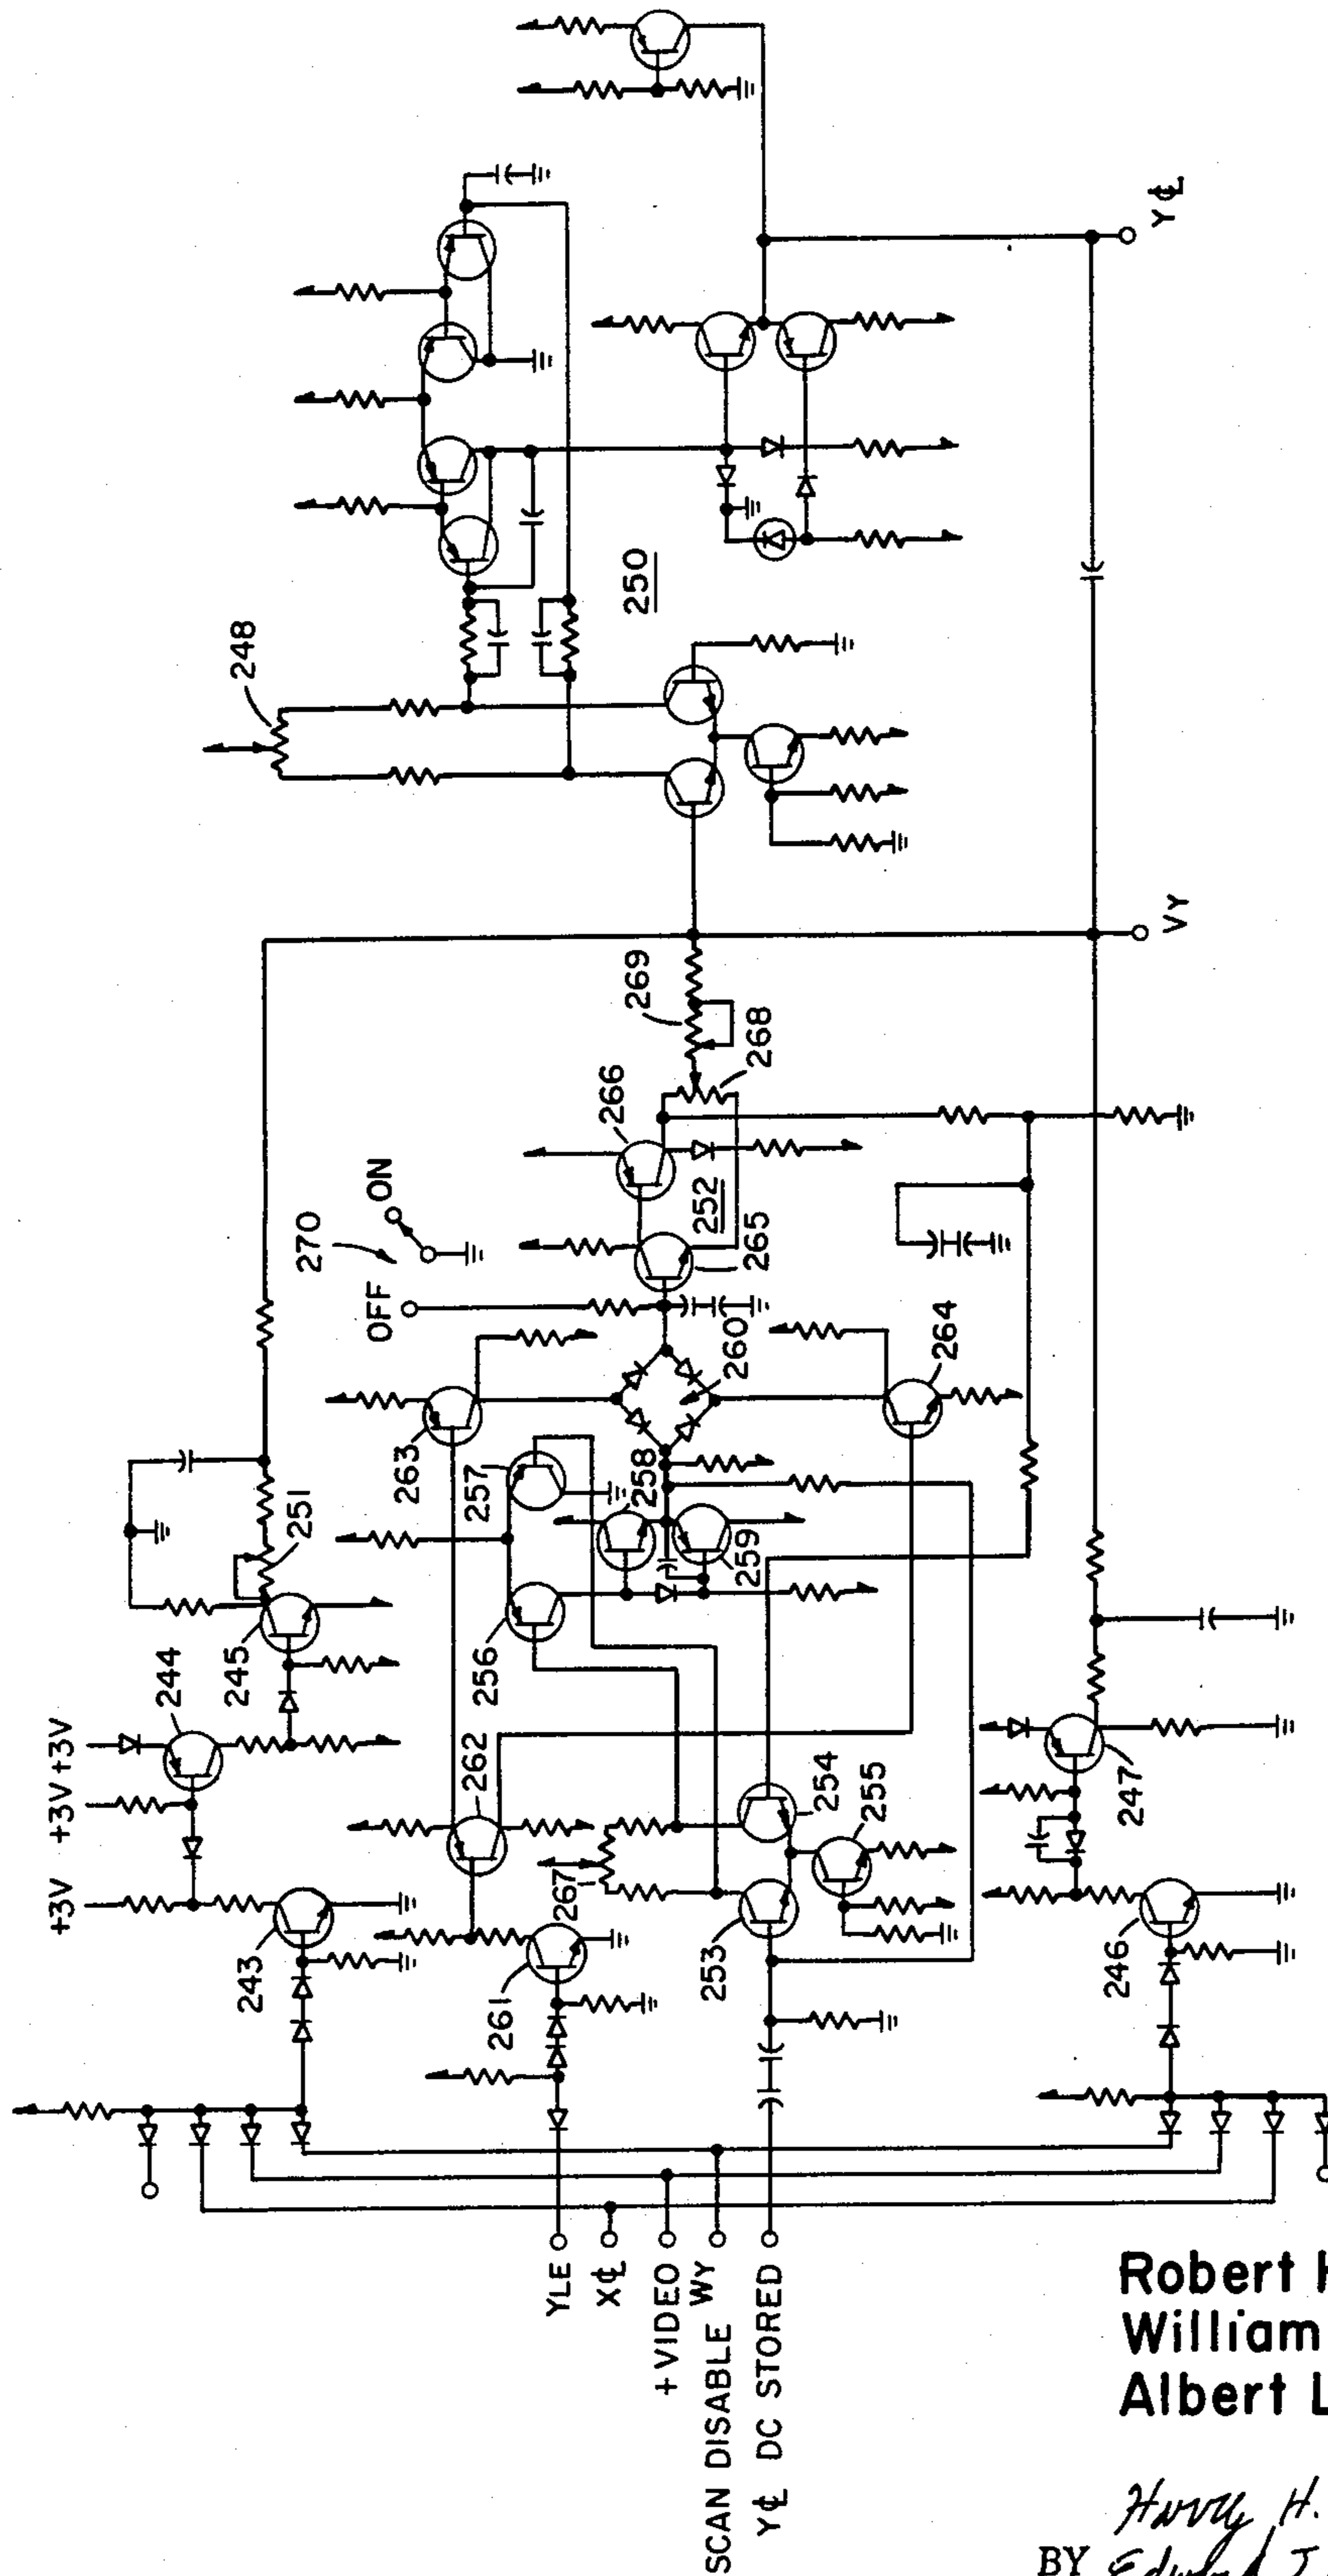 248
250
269
268
266
252
265
270
ON
OFF
260
264
263
257
258
259
251
256
245
244
+3V +3V +3V
262
254
255
267
253
243
261
247
246
VY
Y℄
YLE
X℄
+ VIDEO
SCAN DISABLE WY
Y℄ DC STORED
Robert
William
Albert
Harry H.
BY